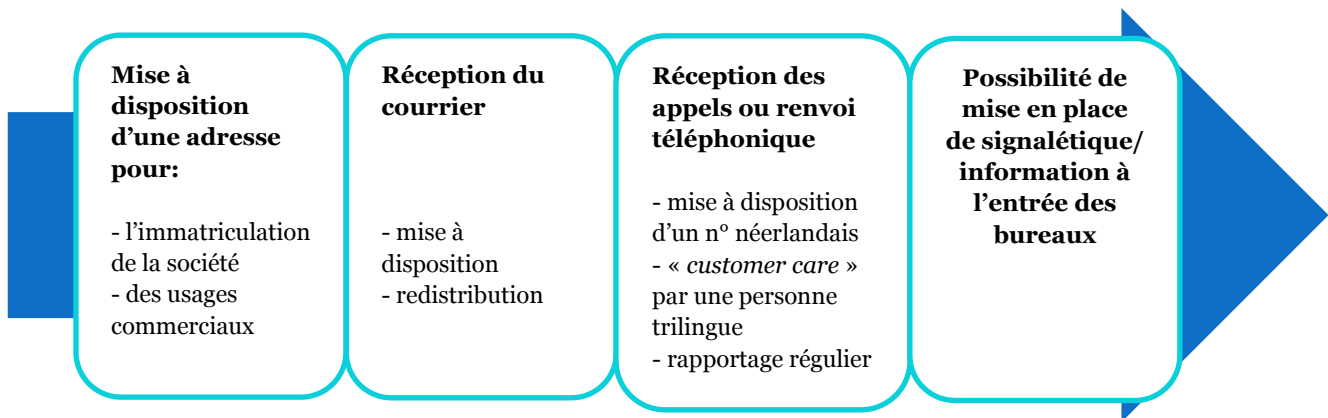 Mise à
disposition
d’une adresse
pour:
- l’immatriculation
de la société
- des usages
commerciaux
Réception du
courrier
- mise à
disposition
- redistribution
Réception des
appels ou renvoi
téléphonique
- mise à disposition
d’un n° néerlandais
- « customer care »
par une personne
trilingue
- rapportage régulier
Possibilité de
mise en place
de signalétique/
information à
l’entrée des
bureaux